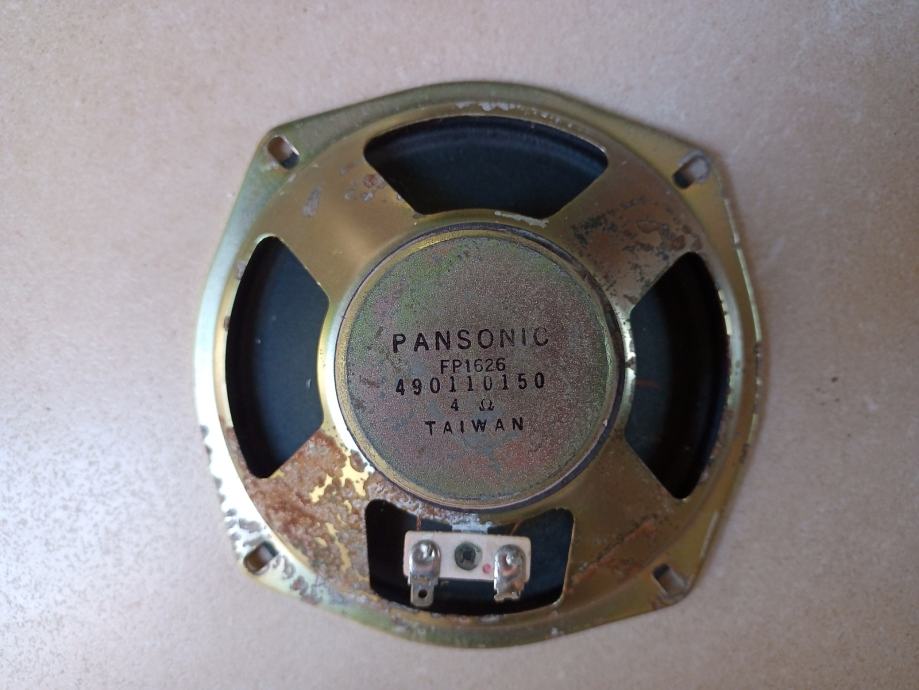 PANSONIC
FP1626
490110150
4 Ω
TAIWAN